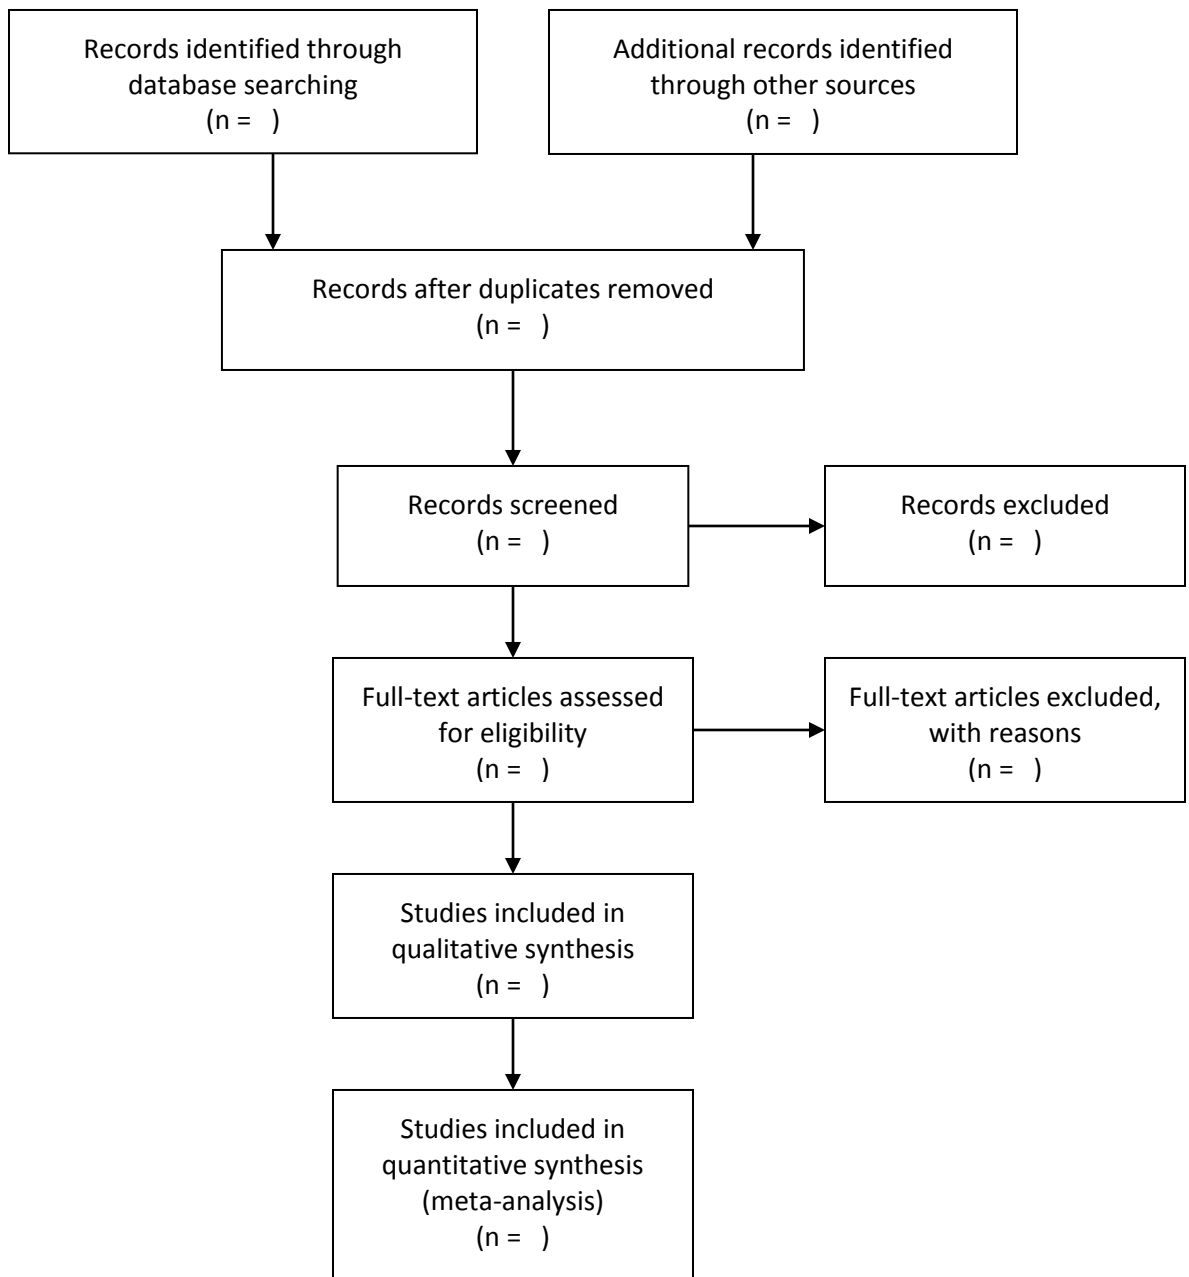 Records identified through
database searching
(n =   )
Additional records identified
through other sources
(n =   )
Records after duplicates removed
(n =   )
Records screened
(n =   )
Records excluded
(n =   )
Full-text articles assessed
for eligibility
(n =   )
Full-text articles excluded,
with reasons
(n =   )
Studies included in
qualitative synthesis
(n =   )
Studies included in
quantitative synthesis
(meta-analysis)
(n =   )